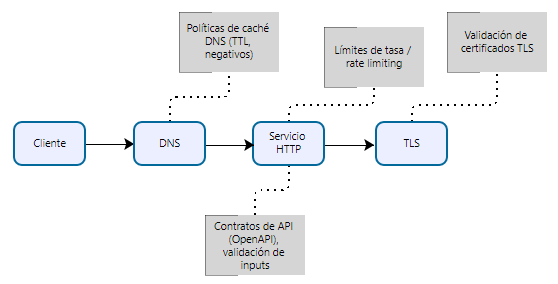 Políticas de caché
DNS (TTL,
negativos)
Límites de tasa /
rate limiting
Validación de
certificados TLS
Cliente
DNS
Servicio
HTTP
TLS
Contratos de API
(OpenAPI),
validación de
inputs